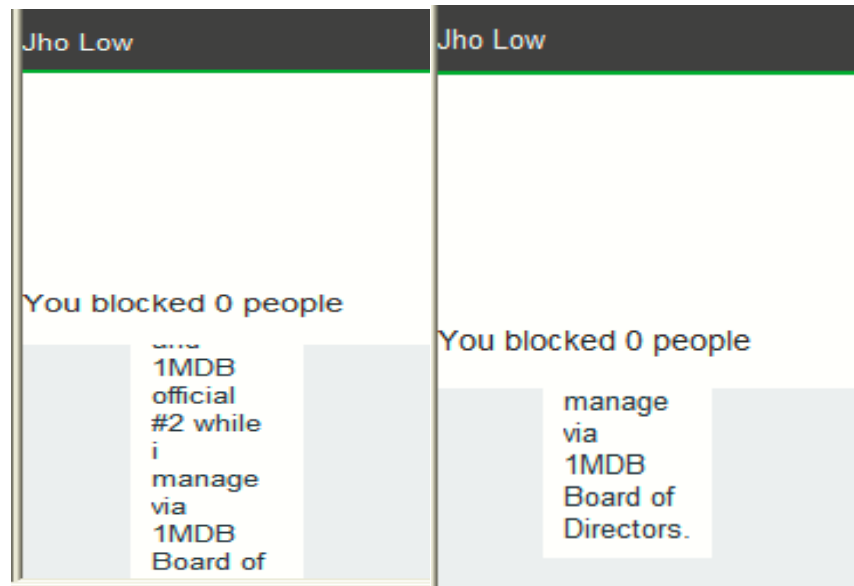 Jho Low
You blocked 0 people
1MDB
official
#2 while
i
manage
via
1MDB
Board of
Jho Low
You blocked 0 people
manage
via
1MDB
Board of
Directors.